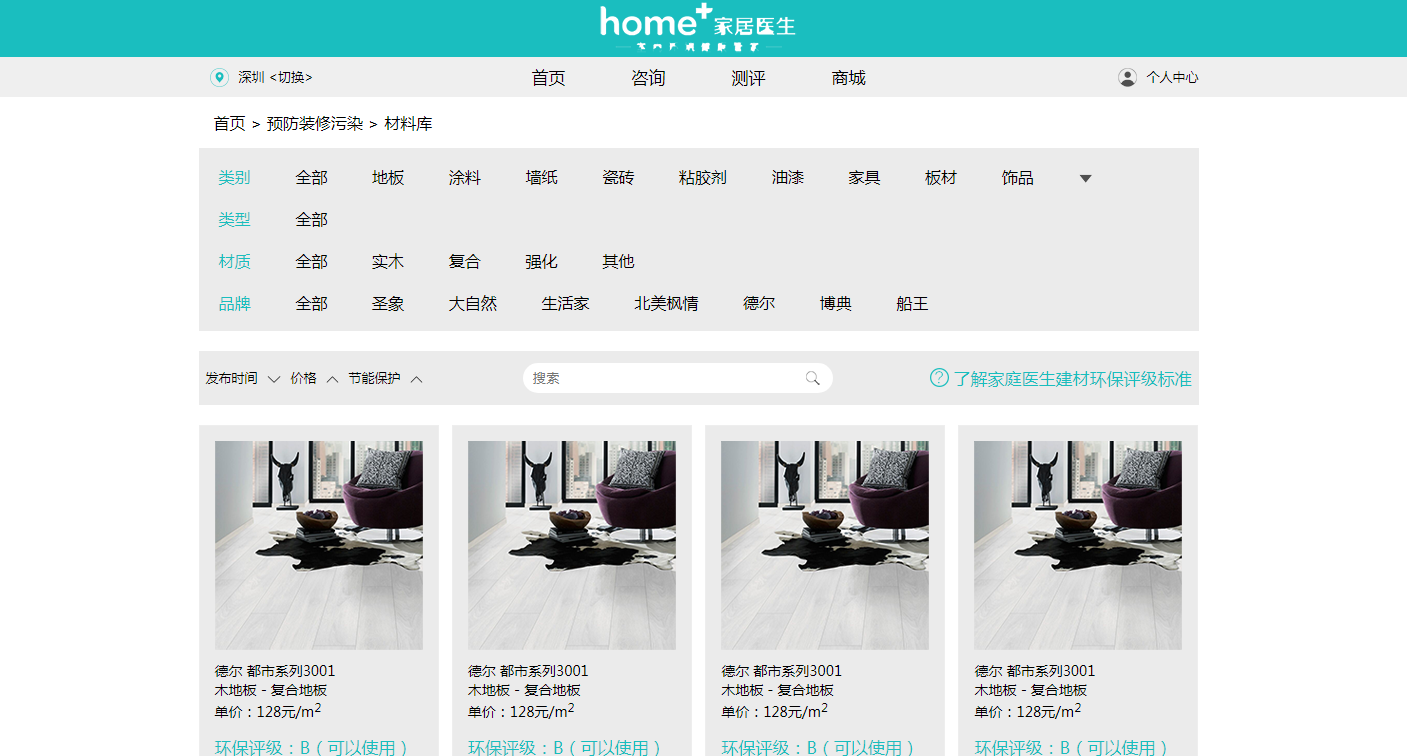 home+ 家居医生
深圳 <切换> 首页 咨询 测评 商城 个人中心
首页 > 预防装修污染 > 材料库
类别 全部 地板 涂料 墙纸 瓷砖 粘胶剂 油漆 家具 板材 饰品
类型 全部
材质 全部 实木 复合 强化 其他
品牌 全部 圣象 大自然 生活家 北美枫情 德尔 博典 船王
发布时间 价格 节能保护 搜索 ? 了解家庭医生建材环保评级标准
德尔 都市系列3001 德尔 都市系列3001 德尔 都市系列3001 德尔 都市系列3001
木地板 - 复合地板 木地板 - 复合地板 木地板 - 复合地板 木地板 - 复合地板
单价：128元/m² 单价：128元/m² 单价：128元/m² 单价：128元/m²
环保评级：B（可以使用） 环保评级：B（可以使用） 环保评级：B（可以使用） 环保评级：B（可以使用）